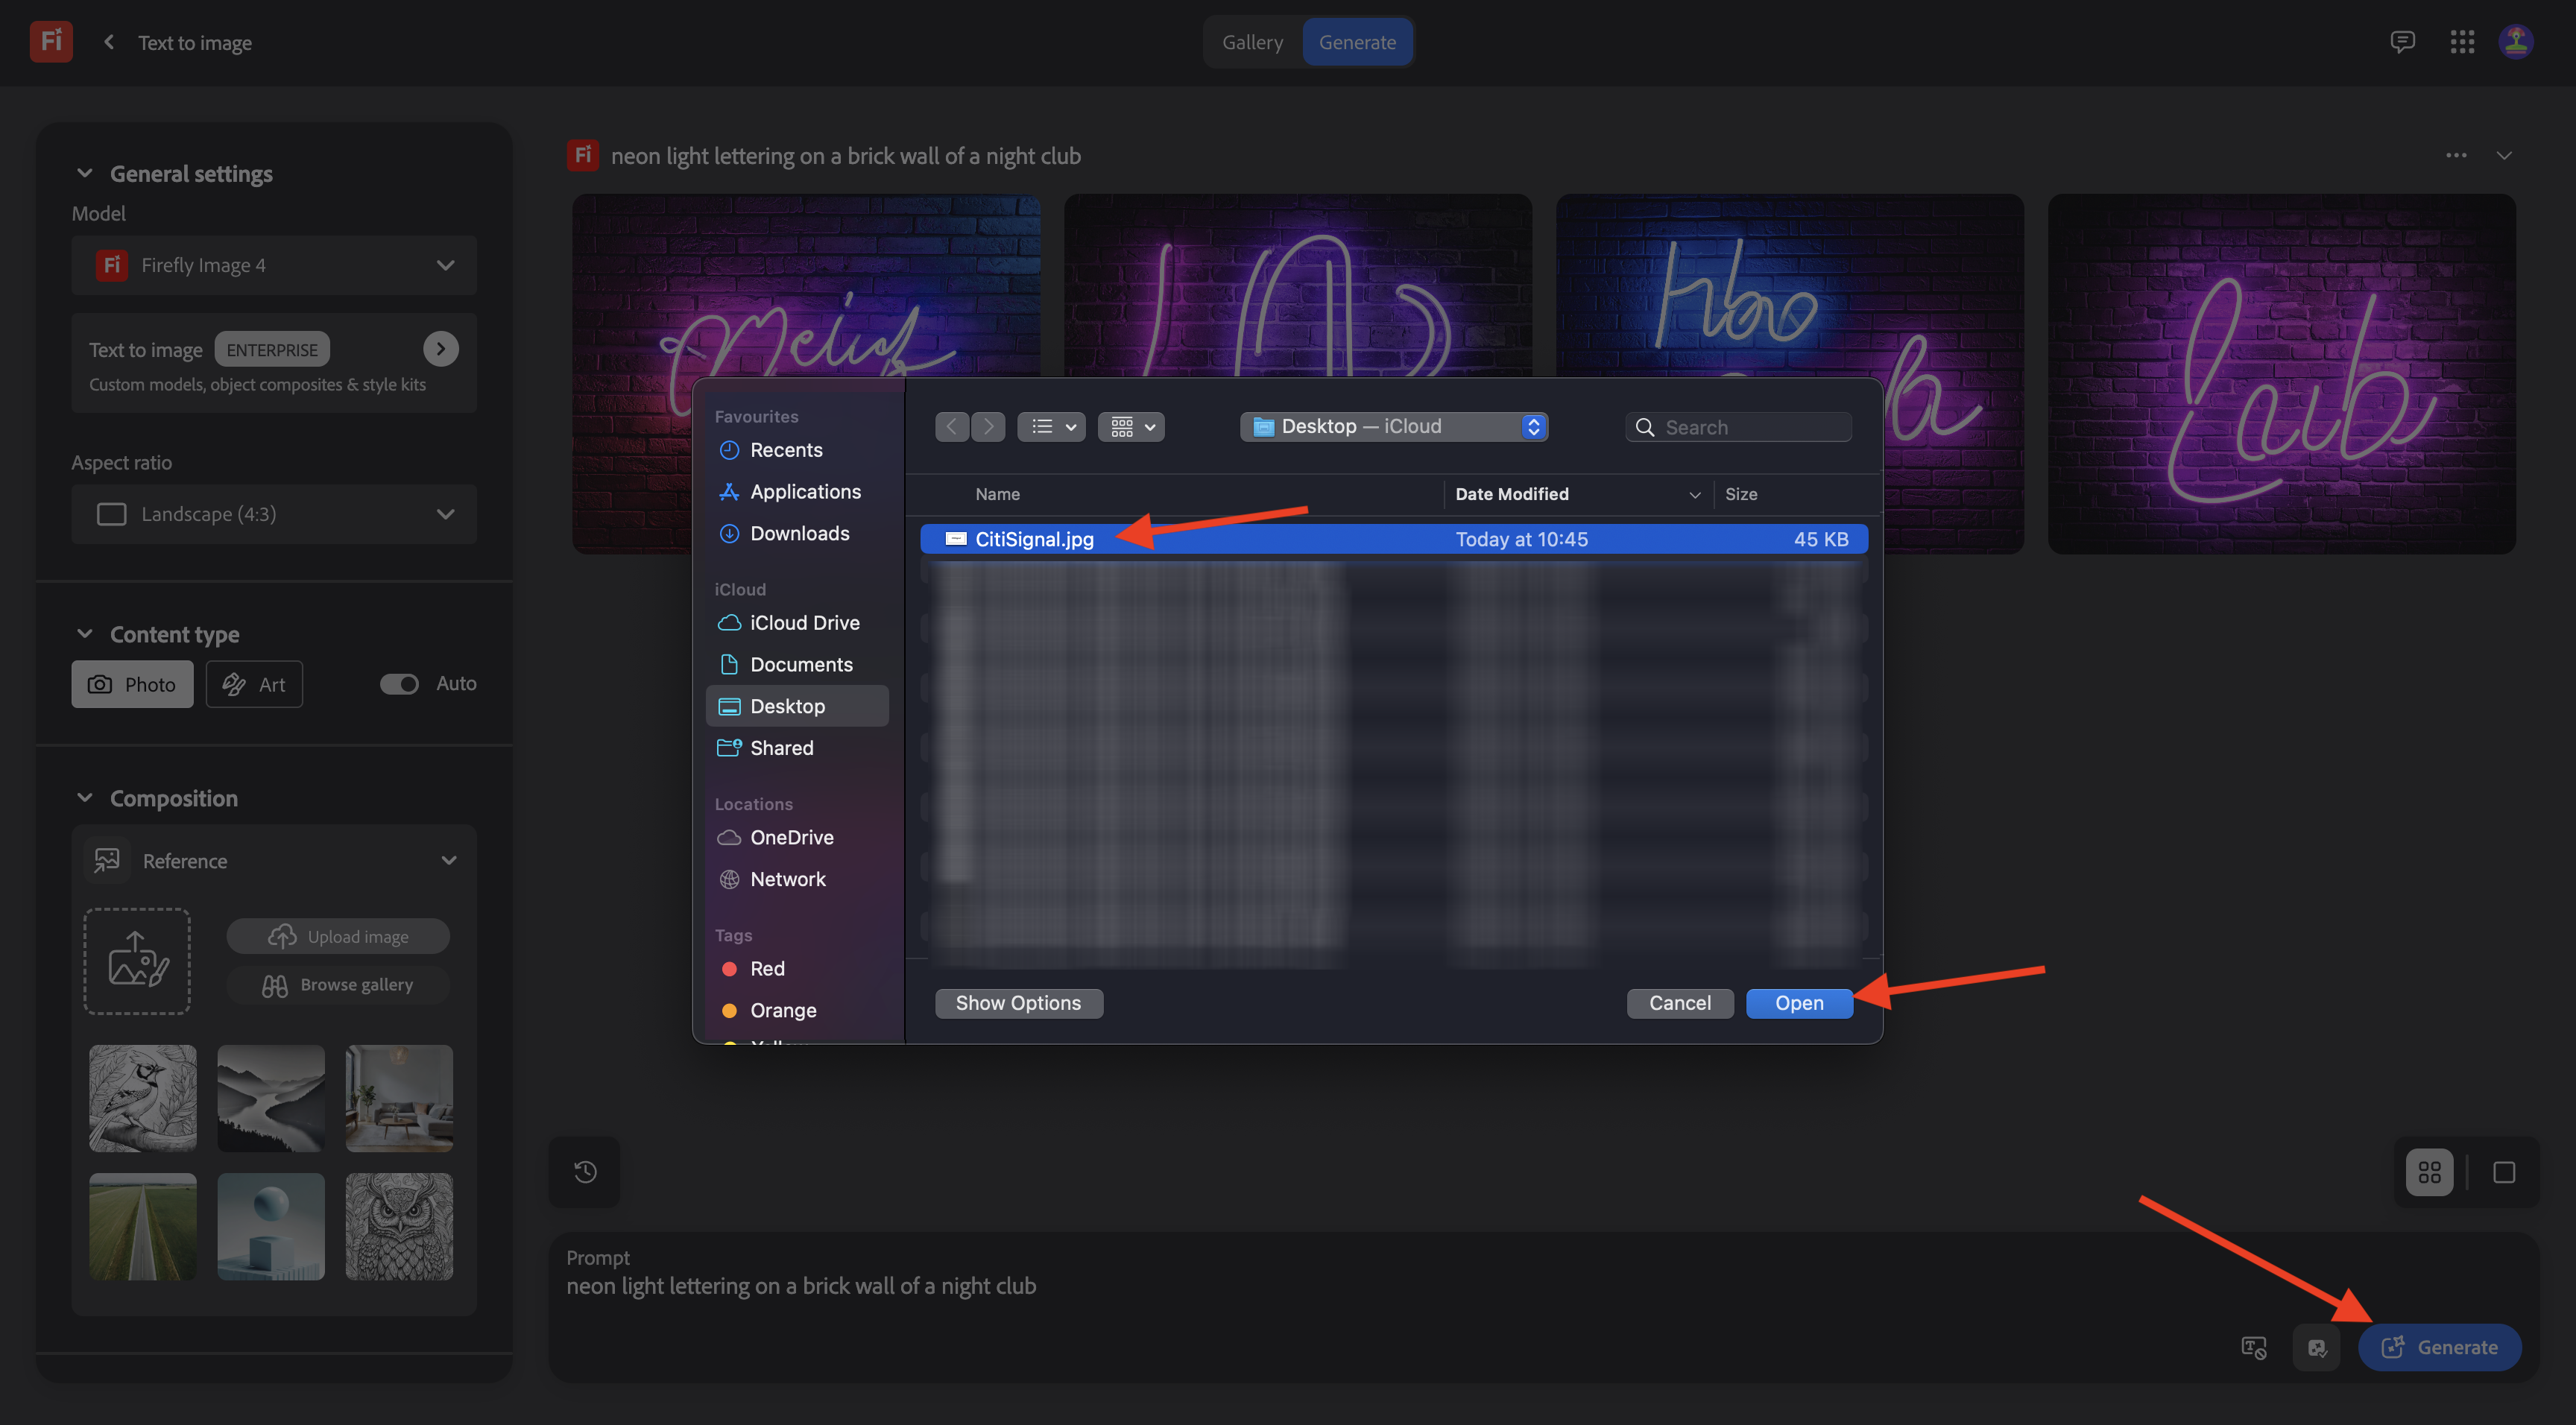 Fi
Text to image
Gallery
Generate
General settings
Model
Fi
Firefly Image 4
Text to image
ENTERPRISE
Custom models, object composites & style kits
Aspect ratio
Landscape (4:3)
Content type
Photo
Art
Auto
Composition
Reference
Upload image
Browse gallery
Fi
neon light lettering on a brick wall of a night club
Favourites
Recents
Applications
Downloads
iCloud
iCloud Drive
Documents
Desktop
Shared
Locations
OneDrive
Network
Tags
Red
Orange
Desktop — iCloud
Search
Name
Date Modified
Size
CitiSignal.jpg
Today at 10:45
45 KB
Show Options
Cancel
Open
Prompt
neon light lettering on a brick wall of a night club
Generate